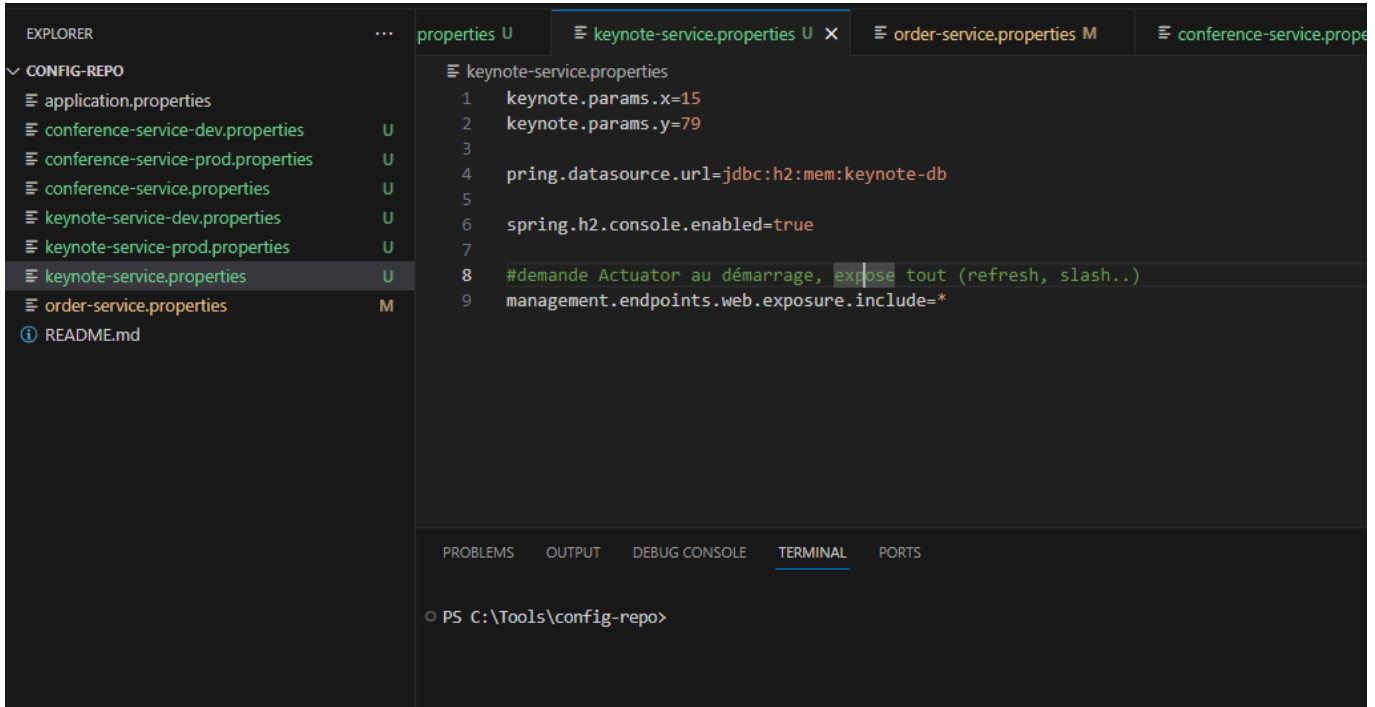 EXPLORER ...
CONFIG-REPO
application.properties
conference-service-dev.properties U
conference-service-prod.properties U
conference-service.properties U
keynote-service-dev.properties U
keynote-service-prod.properties U
keynote-service.properties U
order-service.properties M
README.md
properties U keynote-service.properties U order-service.properties M conference-service.prope
keynote-service.properties
1 keynote.params.x=15
2 keynote.params.y=79
3
4 pring.datasource.url=jdbc:h2:mem:keynote-db
5
6 spring.h2.console.enabled=true
7
8 #demande Actuator au démarrage, expose tout (refresh, slash..)
9 management.endpoints.web.exposure.include=*
PROBLEMS OUTPUT DEBUG CONSOLE TERMINAL PORTS
PS C:\Tools\config-repo>